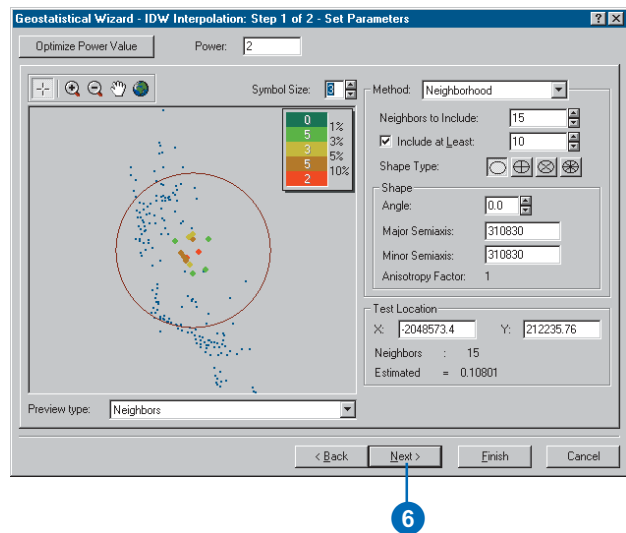 Geostatistical Wizard - IDW Interpolation: Step 1 of 2 - Set Parameters
Optimize Power Value
Power: 2
Symbol Size: 3
0
5
3
5
2
1%
3%
5%
10%
Method: Neighborhood
Neighbors to Include: 15
Include at Least: 10
Shape Type:
Shape
Angle: 0.0
Major Semiaxis: 310830
Minor Semiaxis: 310830
Anisotropy Factor: 1
Test Location
X: -2048573.4 Y: 212235.76
Neighbors : 15
Estimated = 0.10801
Preview type: Neighbors
< Back Next > Finish Cancel
6